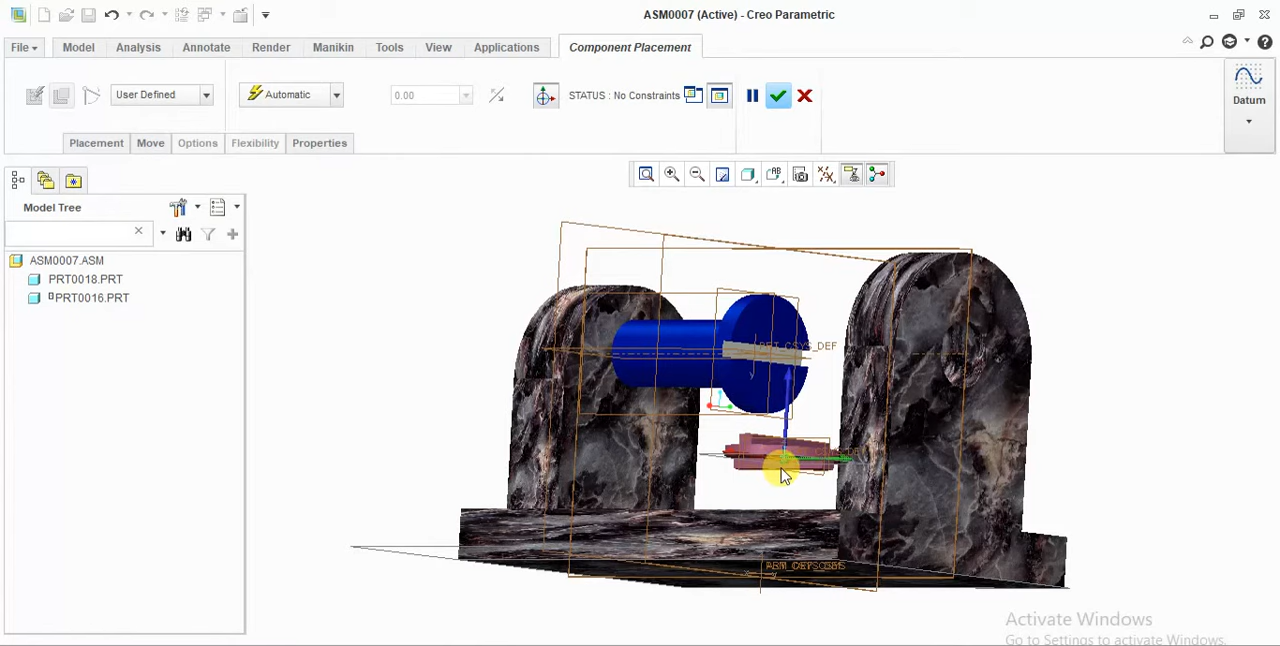 ASM0007 (Active) - Creo Parametric
File
Model
Analysis
Annotate
Render
Manikin
Tools
View
Applications
Component Placement
User Defined
Automatic
0.00
STATUS : No Constraints
Datum
Placement
Move
Options
Flexibility
Properties
Model Tree
ASM0007.ASM
PRT0018.PRT
PRT0016.PRT
PRT_CSYS_DEF
Activate Windows
Go to Settings to activate Windows.